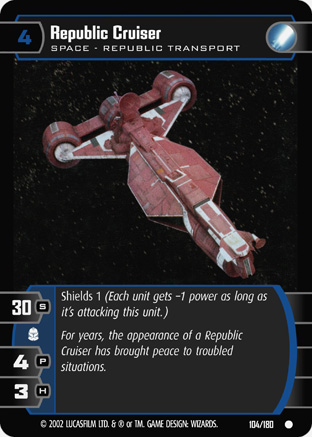 4
Republic Cruiser
SPACE - REPUBLIC TRANSPORT
30 S
4 P
3 H
Shields 1 (Each unit gets –1 power as long as
it's attacking this unit.)
For years, the appearance of a Republic
Cruiser has brought peace to troubled
situations.
© 2002 LUCASFILM LTD. & ® or TM. GAME DESIGN: WIZARDS.
104/180